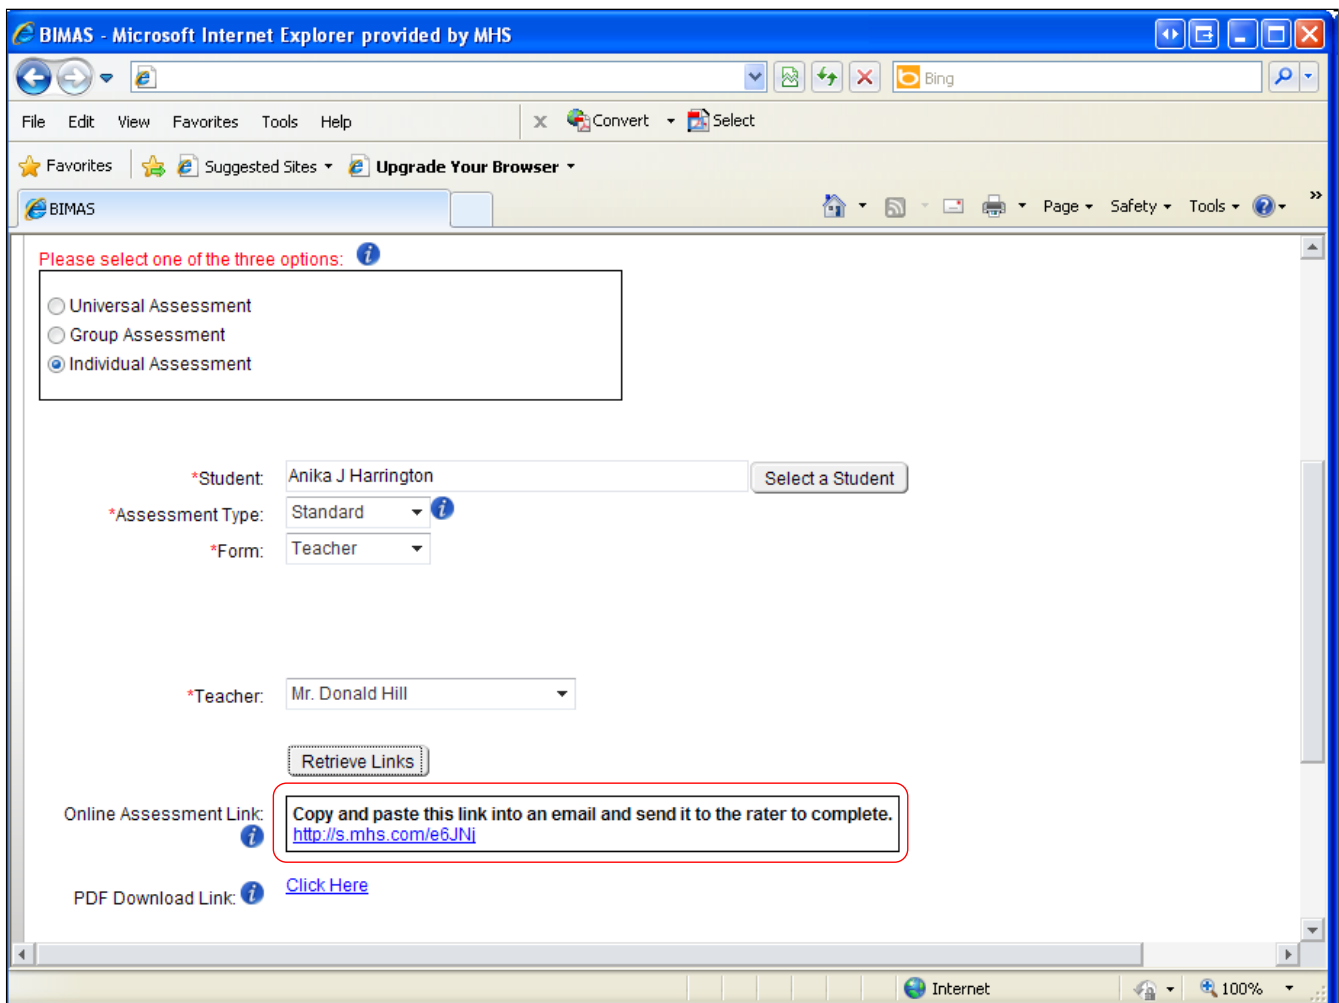 BIMAS - Microsoft Internet Explorer provided by MHS
Bing
File Edit View Favorites Tools Help x Convert Select
Favorites Suggested Sites Upgrade Your Browser
BIMAS Page Safety Tools »
Please select one of the three options:
Universal Assessment
Group Assessment
Individual Assessment
*Student: Anika J Harrington Select a Student
*Assessment Type: Standard
*Form: Teacher
*Teacher: Mr. Donald Hill
Retrieve Links
Online Assessment Link: Copy and paste this link into an email and send it to the rater to complete.
http://s.mhs.com/e6JNj
PDF Download Link: Click Here
Internet 100%